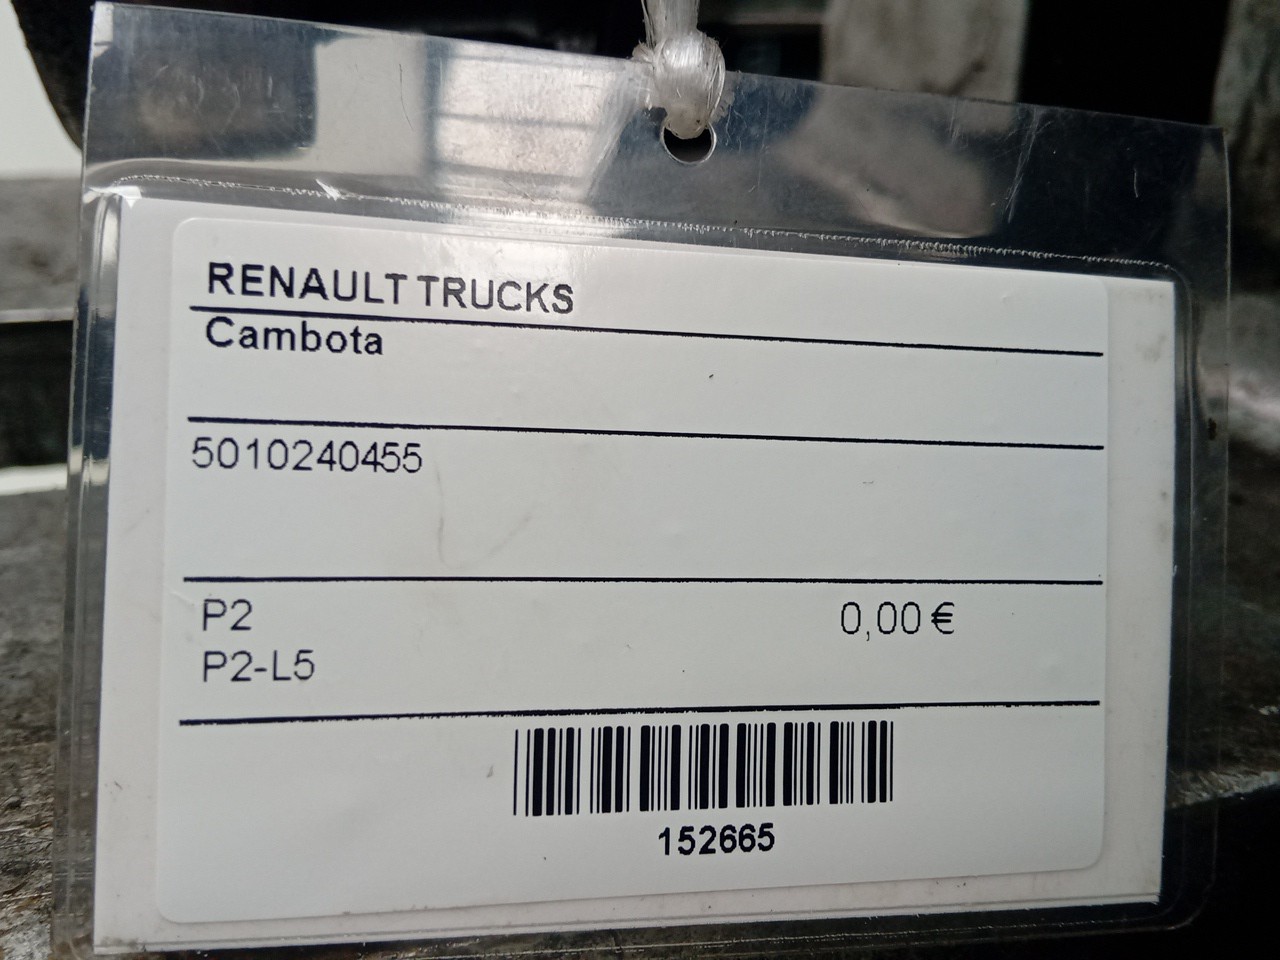 RENAULT TRUCKS
Cambota
5010240455
P2
0,00 €
P2-L5
152665